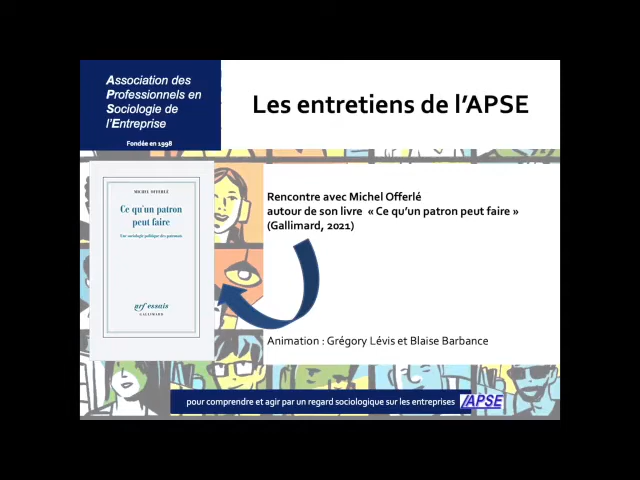 Association des
Professionnels en
Sociologie de
l'Entreprise
Fondée en 1998
Les entretiens de l'APSE
MICHEL OFFERLÉ
Ce qu'un patron
peut faire
Une sociologie politique des patronats
nrf essais
GALLIMARD
Rencontre avec Michel Offerlé
autour de son livre « Ce qu'un patron peut faire »
(Gallimard, 2021)
Animation : Grégory Lévis et Blaise Barbance
pour comprendre et agir par un regard sociologique sur les entreprises
APSE